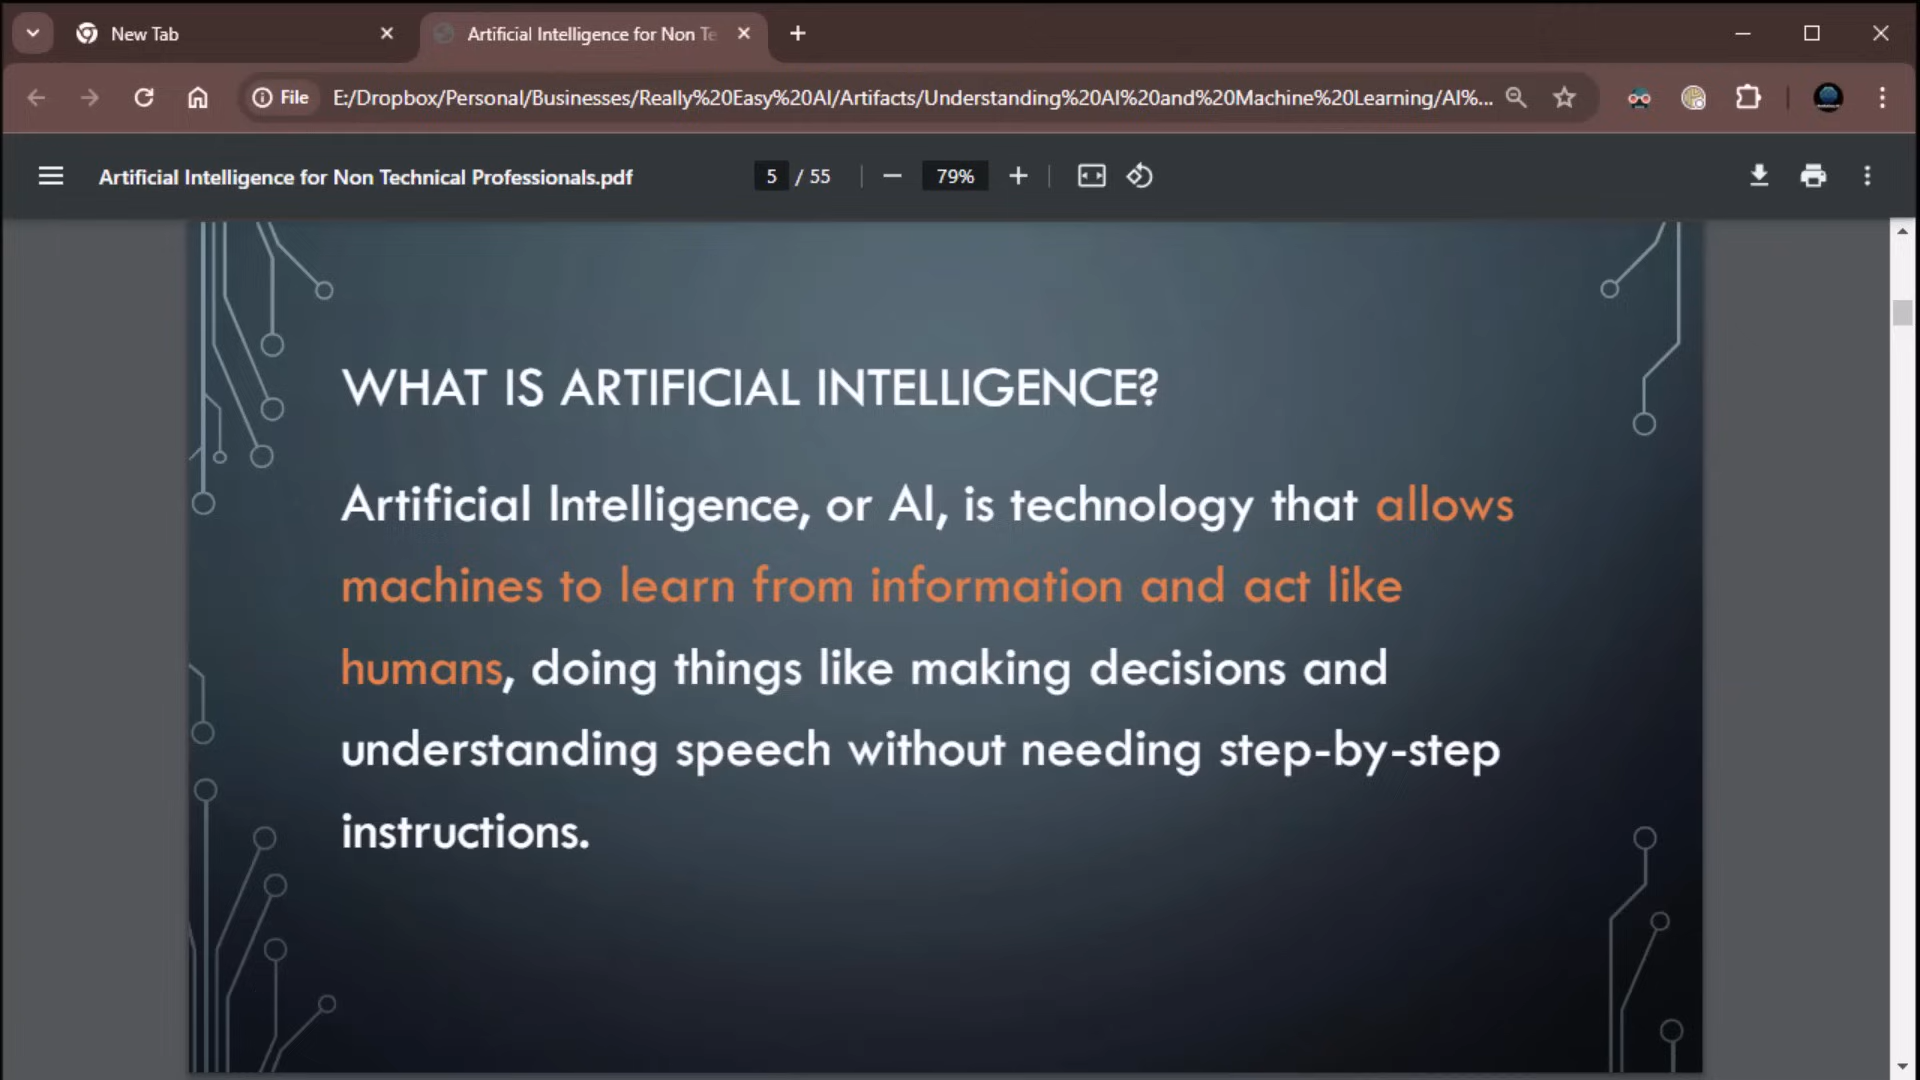 New Tab
Artificial Intelligence for Non Te
File
E:/Dropbox/Personal/Businesses/Really%20Easy%20AI/Artifacts/Understanding%20AI%20and%20Machine%20Learning/AI%...
Artificial Intelligence for Non Technical Professionals.pdf
5 / 55
79%
WHAT IS ARTIFICIAL INTELLIGENCE?
Artificial Intelligence, or AI, is technology that allows
machines to learn from information and act like
humans, doing things like making decisions and
understanding speech without needing step-by-step
instructions.